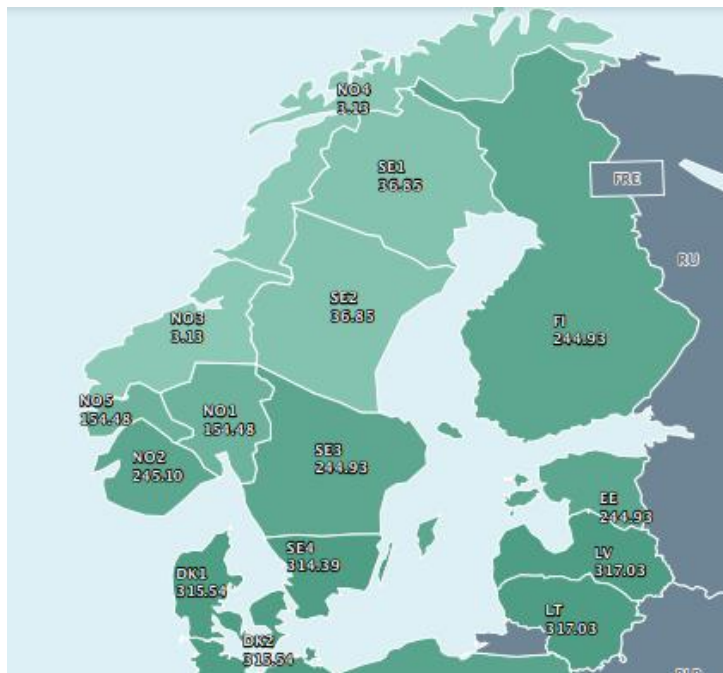 NO4
3.13
SE1
36.85
FRE
RU
SE2
36.85
NO3
3.13
FI
244.93
NO5
154.48
NO1
154.48
SE3
244.93
NO2
245.10
EE
244.93
SE4
314.39
LV
317.03
DK1
315.54
LT
317.03
DK2
315.54